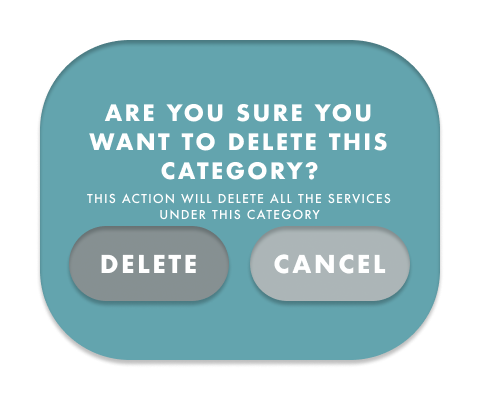 ARE YOU SURE YOU
WANT TO DELETE THIS
CATEGORY?
THIS ACTION WILL DELETE ALL THE SERVICES
UNDER THIS CATEGORY
DELETE CANCEL